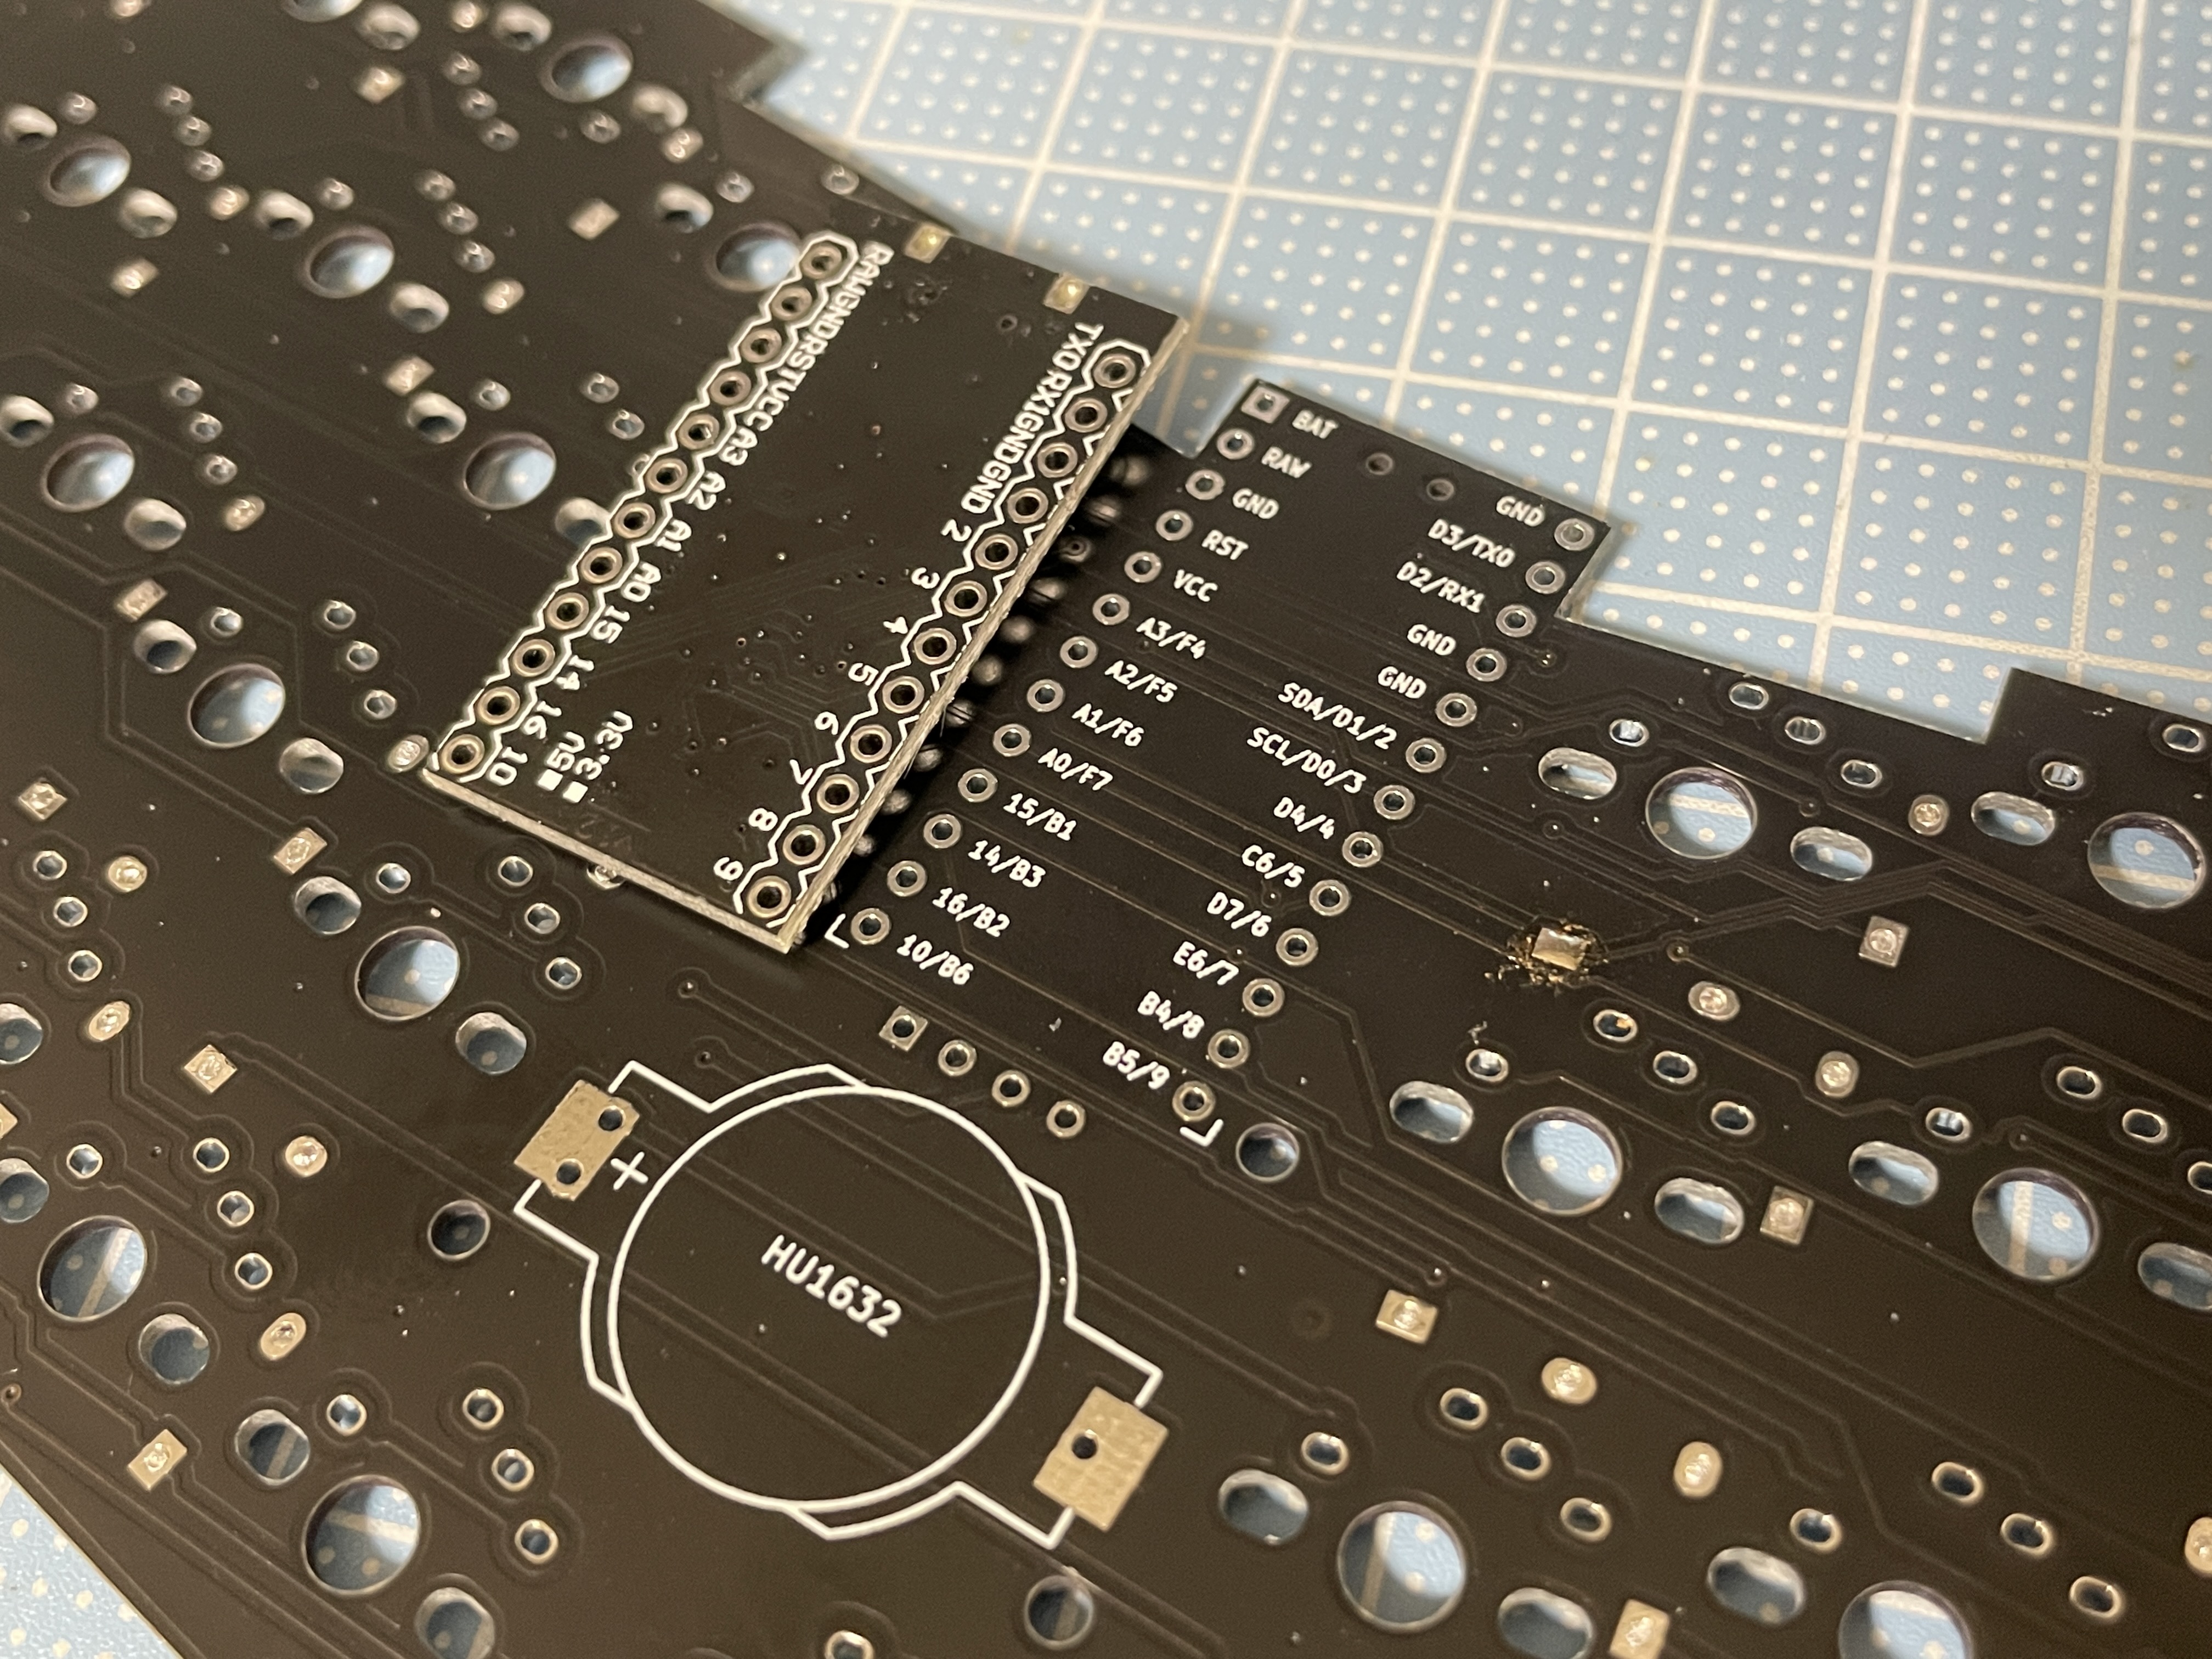 RAW
GND
RST
VCC
A3
A2
A1
A0
15
14
16
10
5V
3.3V
TX0
RX1
GND
GND
2
3
4
5
6
7
8
9
BAT
RAW
GND
RST
VCC
A3/F4
A2/F5
A1/F6
A0/F7
15/B1
14/B3
16/B2
10/B6
GND
D3/TX0
D2/RX1
GND
GND
SDA/D1/2
SCL/D0/3
D4/4
C6/5
D7/6
E6/7
B4/8
B5/9
+
HU1632